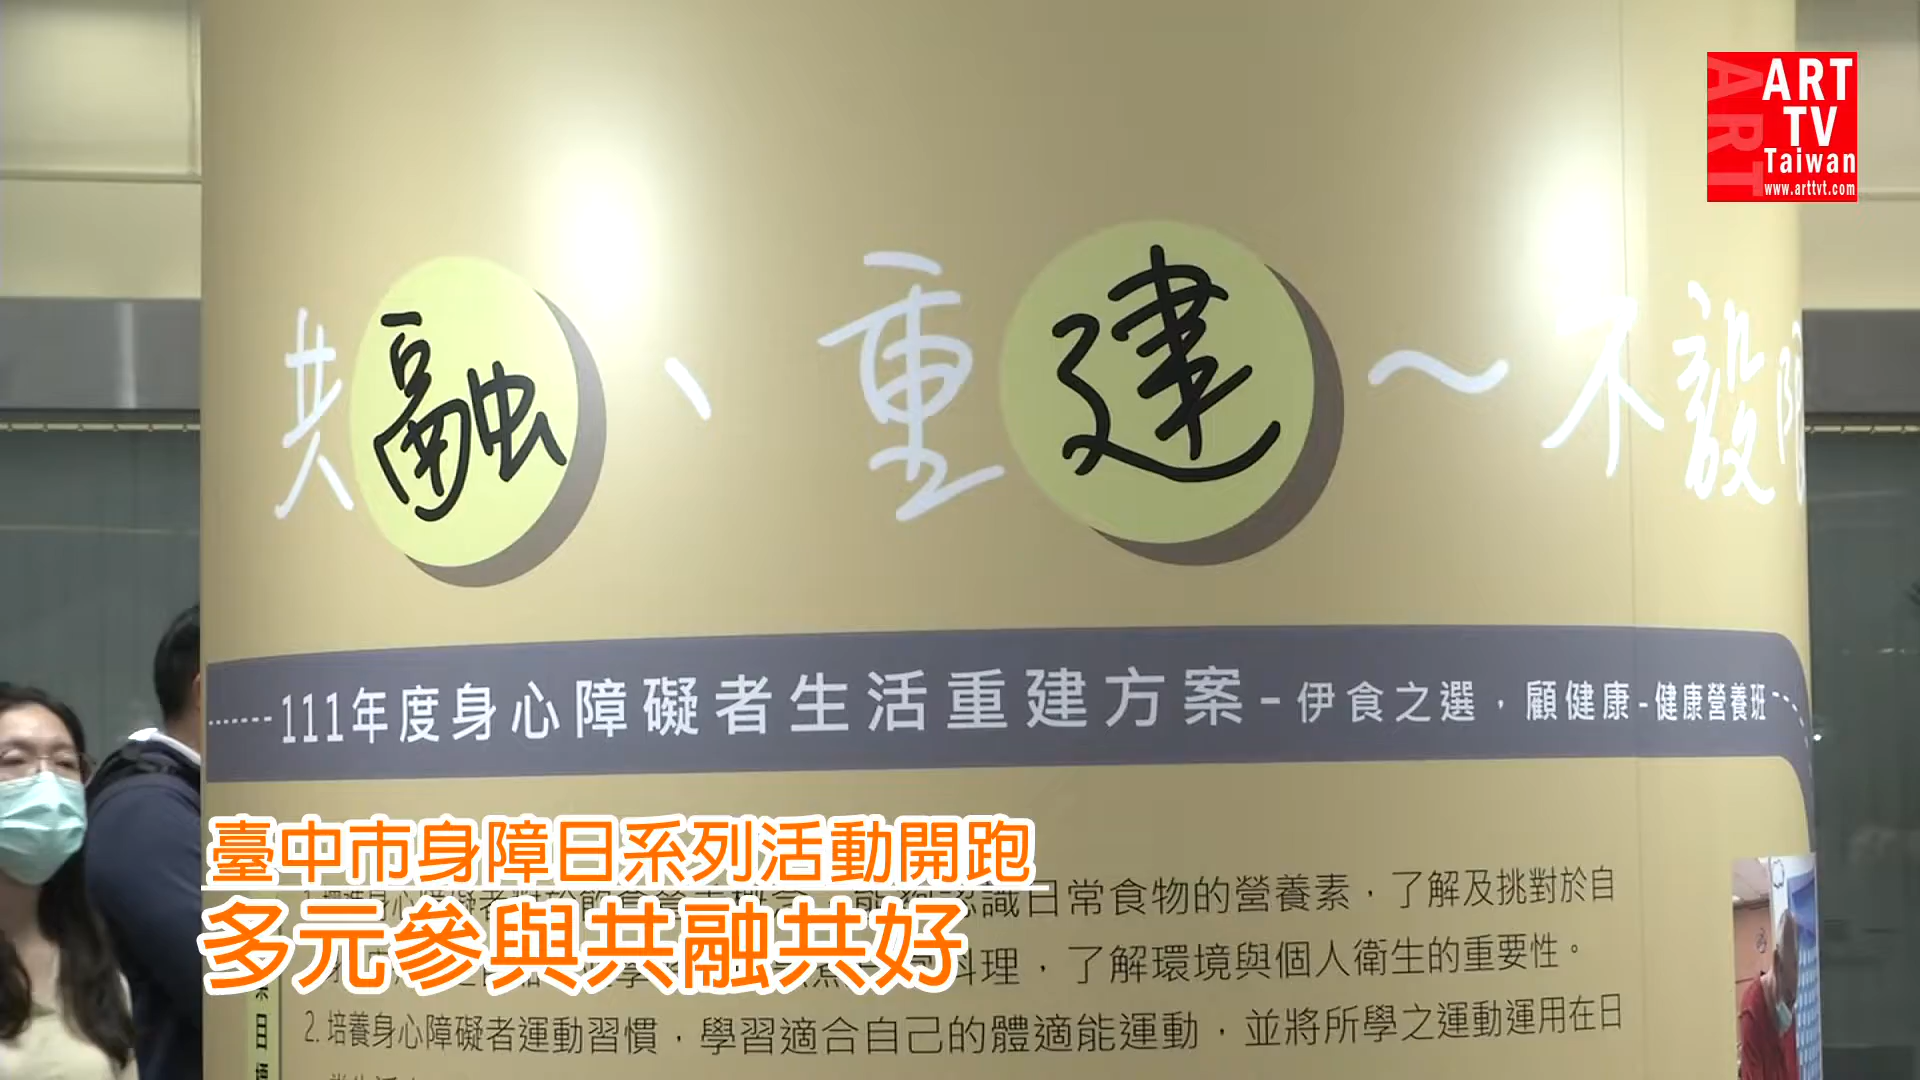 ART
TV
Taiwan
www.arttvt.com
共融、重建～不設限
111年度身心障礙者生活重建方案-伊食之選，顧健康-健康營養班
臺中市身障日系列活動開跑
多元參與共融共好
識日常食物的營養素，了解及挑對於自
料理，了解環境與個人衛生的重要性。
2.培養身心障礙者運動習慣，學習適合自己的體適能運動，並將所學之運動運用在日
目